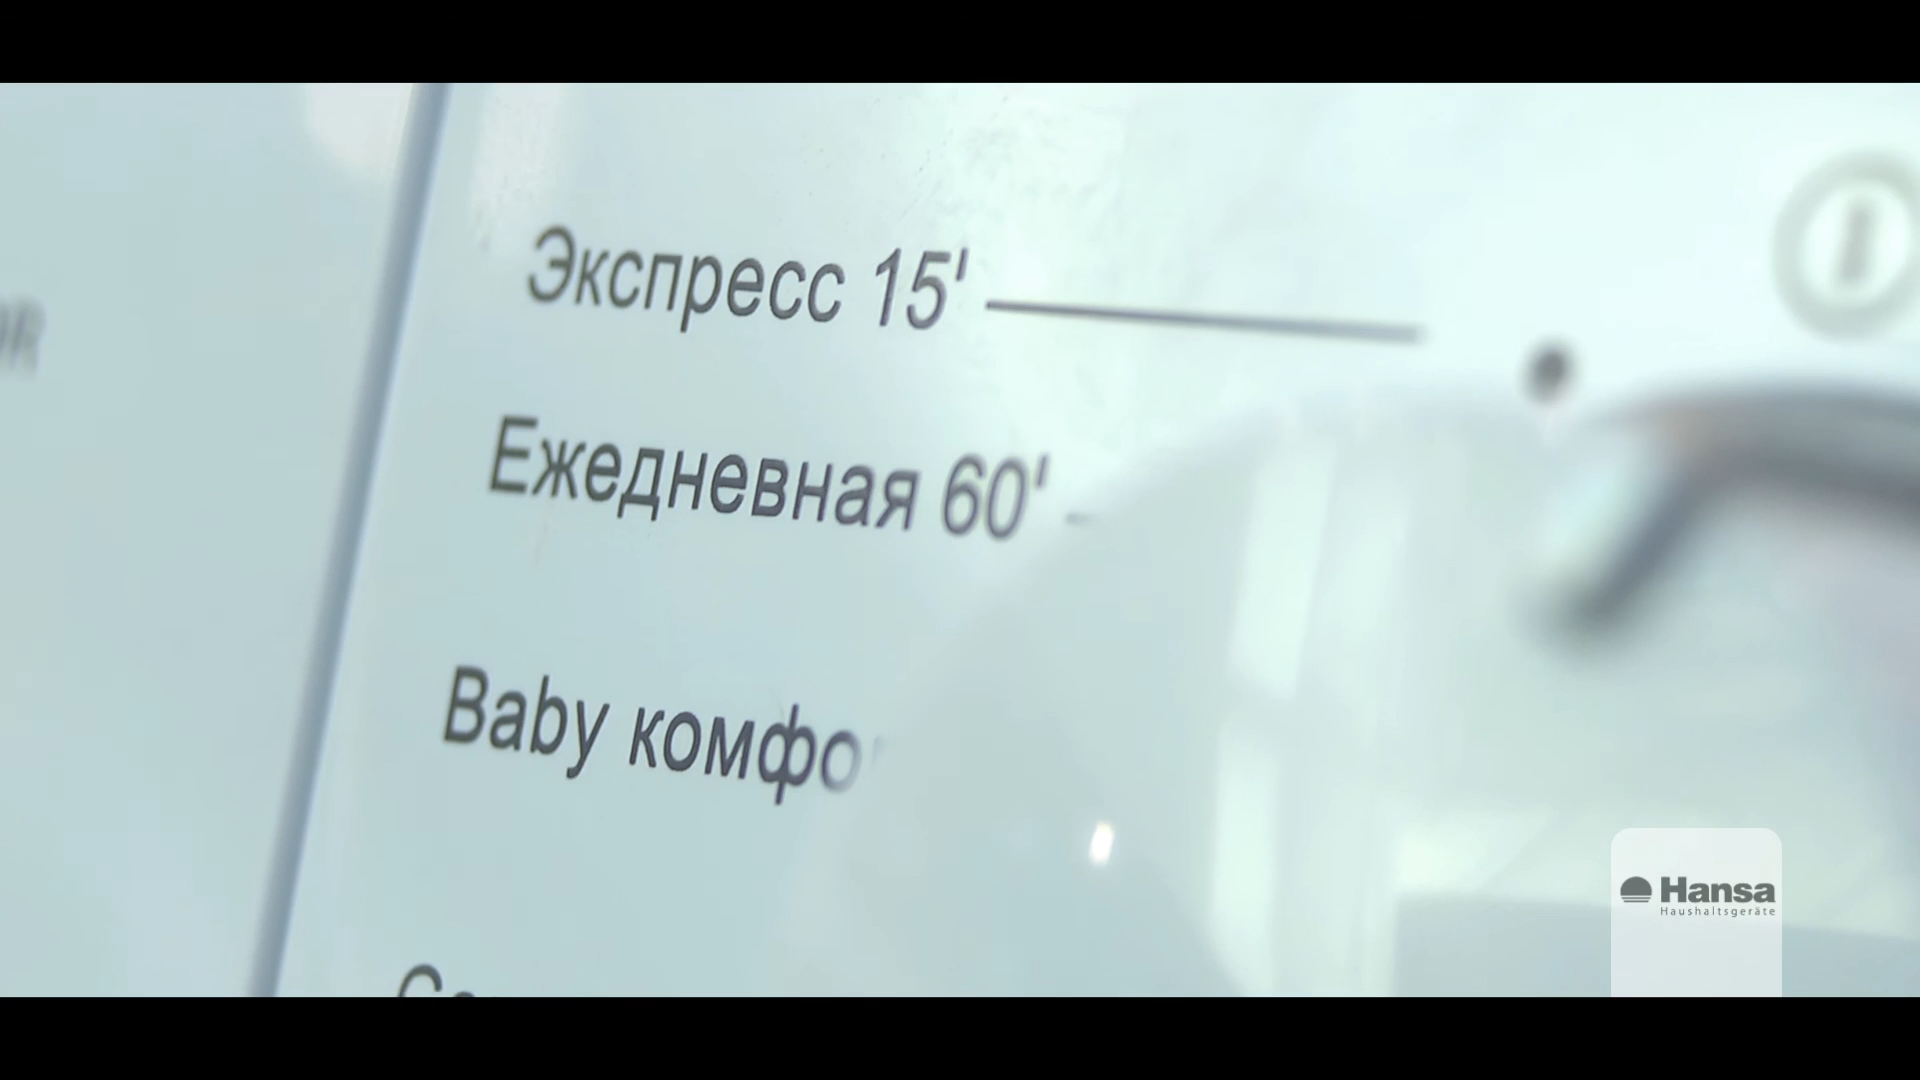 Экспресс 15'
Ежедневная 60'
Baby комфо
Hansa
Haushaltsgeräte